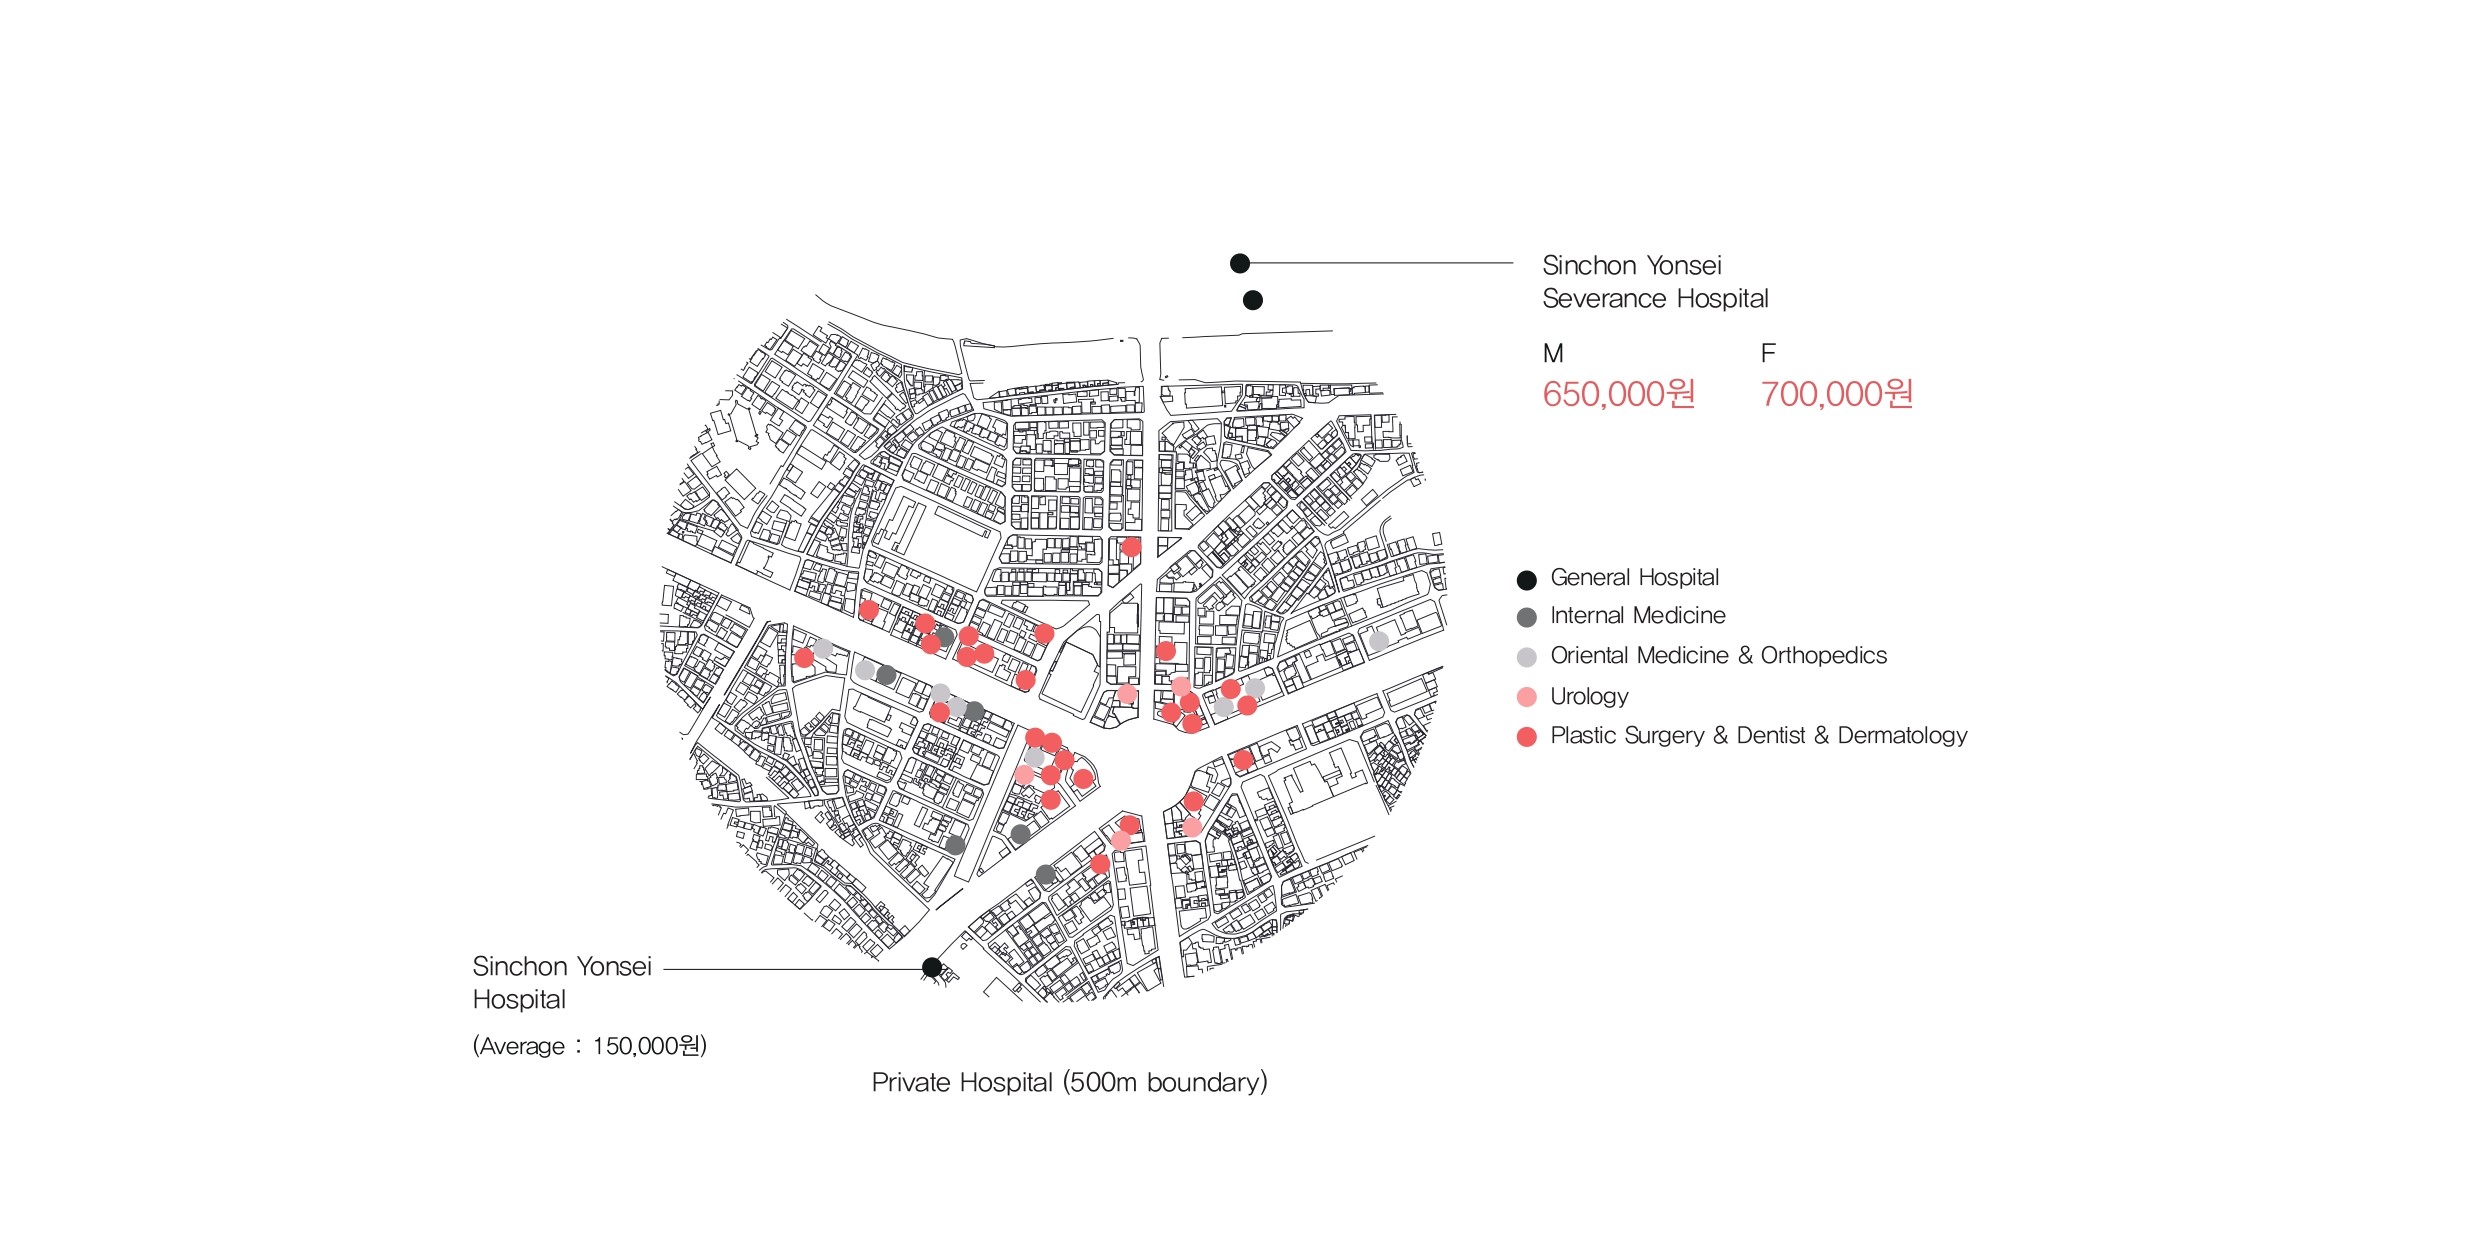 Sinchon Yonsei
Severance Hospital
M F
650,000원 700,000원
General Hospital
Internal Medicine
Oriental Medicine & Orthopedics
Urology
Plastic Surgery & Dentist & Dermatology
Sinchon Yonsei
Hospital
(Average : 150,000원)
Private Hospital (500m boundary)